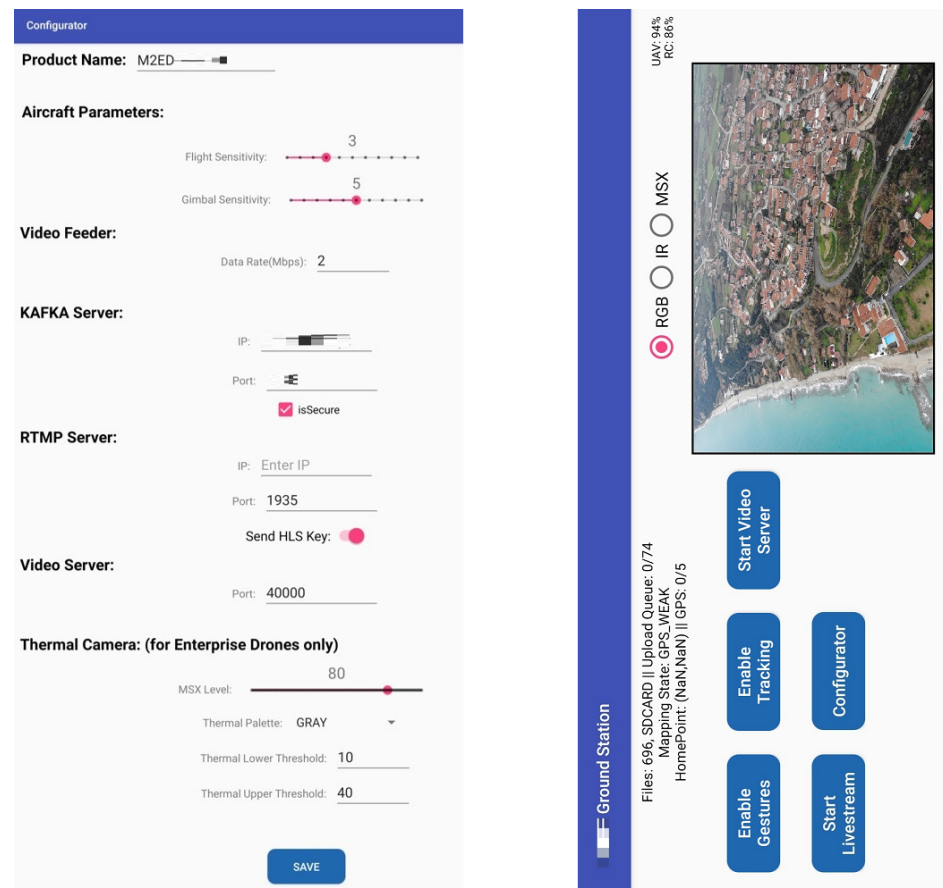 Configurator
Product Name: M2ED
Aircraft Parameters:
3
Flight Sensitivity:
5
Gimbal Sensitivity:
Video Feeder:
Data Rate(Mbps): 2
KAFKA Server:
IP:
Port:
isSecure
RTMP Server:
IP: Enter IP
Port: 1935
Send HLS Key:
Video Server:
Port: 40000
Thermal Camera: (for Enterprise Drones only)
80
MSX Level:
Thermal Palette: GRAY
Thermal Lower Threshold: 10
Thermal Upper Threshold: 40
SAVE
Ground Station
Files: 696, SDCARD || Upload Queue: 0/74
Mapping State: GPS_WEAK
HomePoint: (NaN,NaN) || GPS: 0/5
RGB IR MSX
UAV: 94%
RC: 86%
Enable
Gestures
Enable
Tracking
Start Video
Server
Start
Livestream
Configurator